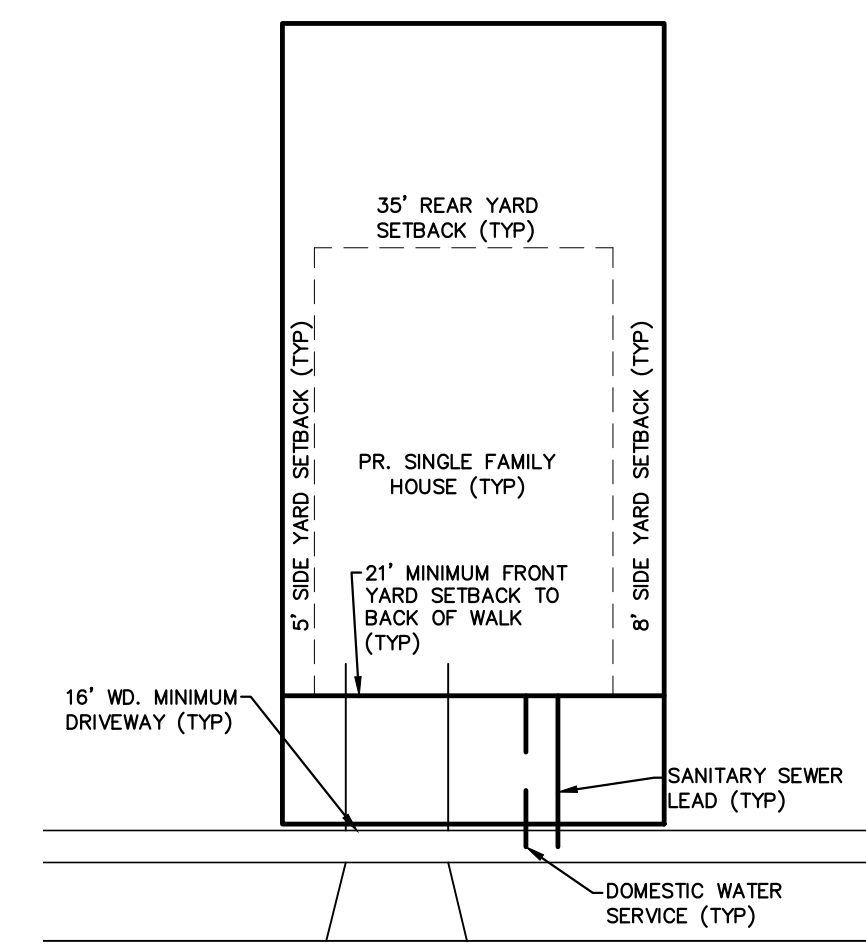 35' REAR YARD
SETBACK (TYP)
5' SIDE YARD SETBACK (TYP)
8' SIDE YARD SETBACK (TYP)
PR. SINGLE FAMILY
HOUSE (TYP)
21' MINIMUM FRONT
YARD SETBACK TO
BACK OF WALK
(TYP)
16' WD. MINIMUM
DRIVEWAY (TYP)
SANITARY SEWER
LEAD (TYP)
DOMESTIC WATER
SERVICE (TYP)